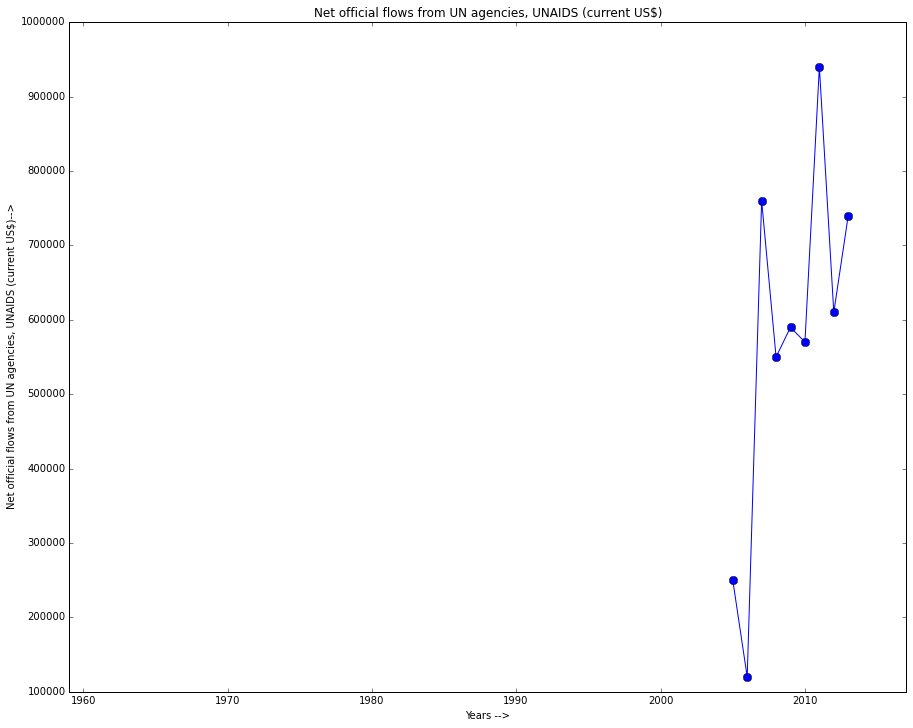 Net official flows from UN agencies, UNAIDS (current US$)
1000000
900000
800000
700000
600000
500000
400000
300000
200000
100000
Net official flows from UN agencies, UNAIDS (current US$)-->
1960 1970 1980 1990 2000 2010
Years -->